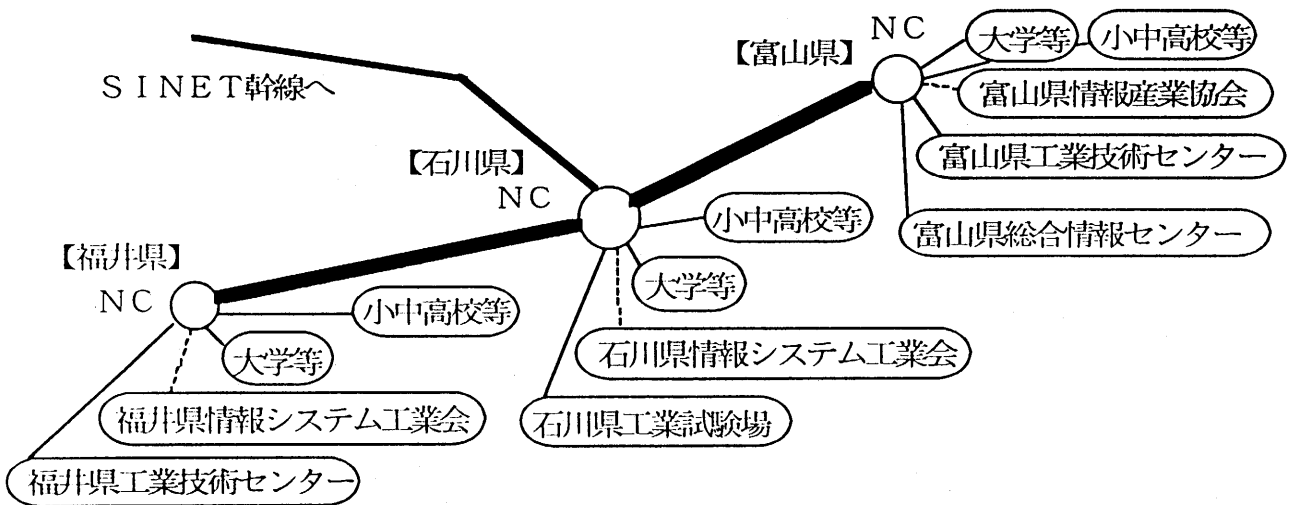 ＮＣ
【富山県】
大学等
小中高校等
ＳＩＮＥＴ幹線へ
富山県情報産業協会
富山県工業技術センター
【石川県】
ＮＣ
小中高校等
富山県総合情報センター
大学等
【福井県】
ＮＣ
小中高校等
大学等
石川県情報システム工業会
福井県情報システム工業会
石川県工業試験場
福井県工業技術センター